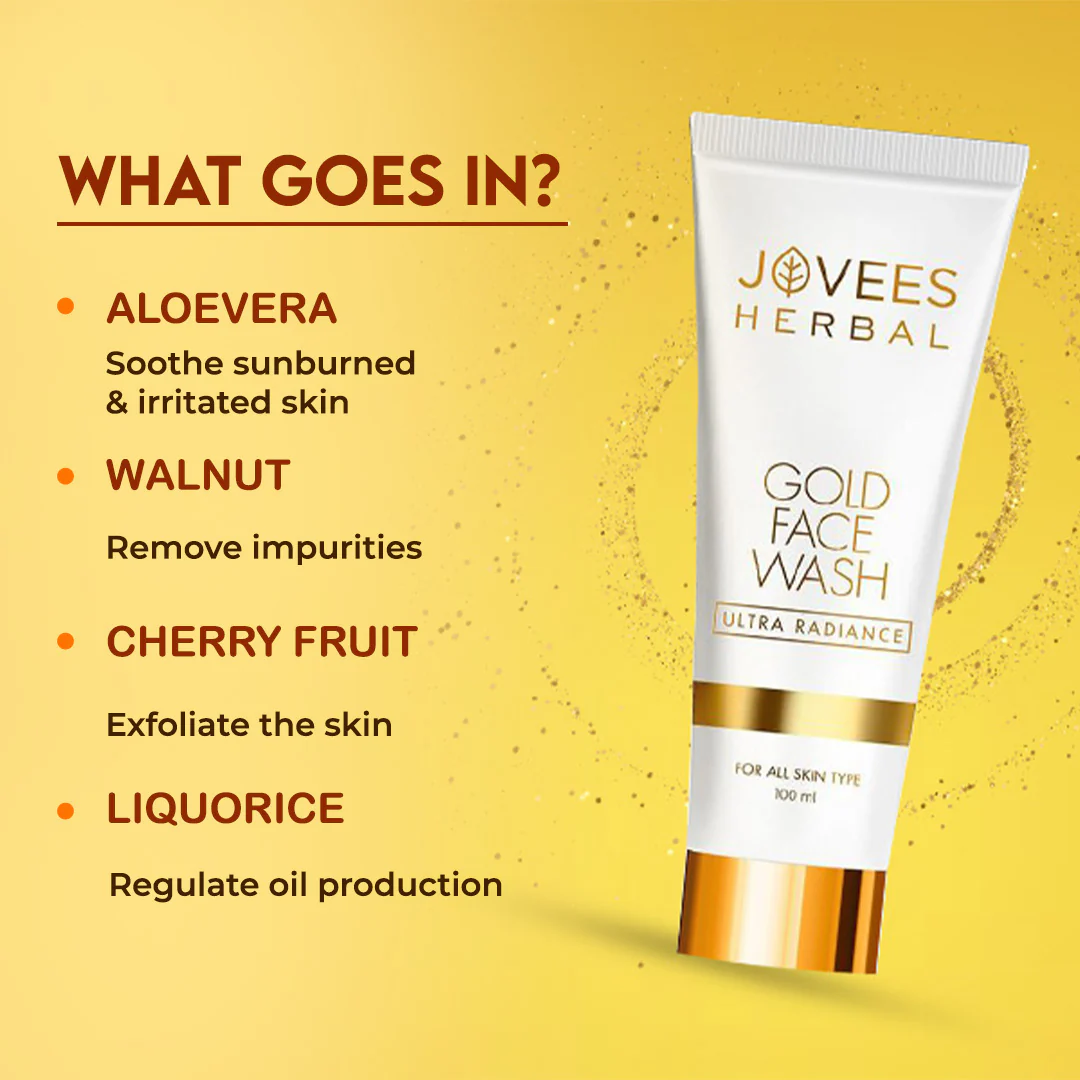 WHAT GOES IN?
ALOEVERA
Soothe sunburned
& irritated skin
WALNUT
Remove impurities
CHERRY FRUIT
Exfoliate the skin
LIQUORICE
Regulate oil production
JOVEES
HERBAL
GOLD
FACE
WASH
ULTRA RADIANCE
FOR ALL SKIN TYPE
100 ml